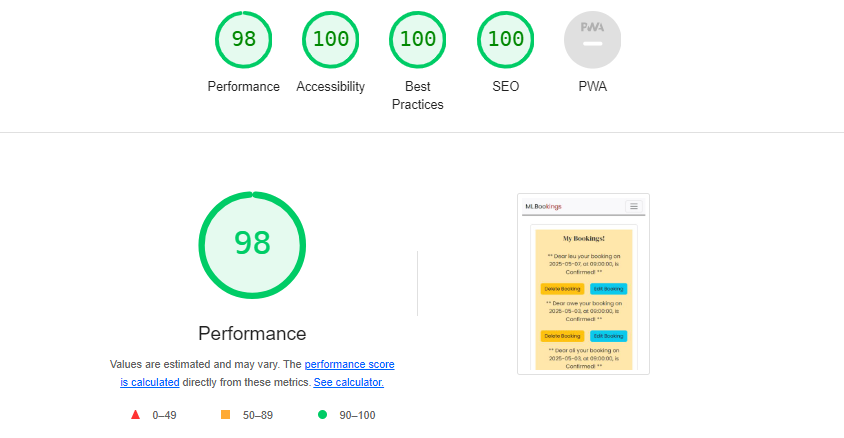 98
100
100
100
PWA
Performance
Accessibility
Best
Practices
SEO
PWA
98
Performance
Values are estimated and may vary. The performance score
is calculated directly from these metrics. See calculator.
0–49
50–89
90–100
MLBookings
My Bookings!
** Dear leu your booking on
2025-05-07, at 09:00:00, is
Confirmed! **
Delete Booking
Edit Booking
** Dear owe your booking on
2025-05-03, at 09:00:00, is
Confirmed! **
Delete Booking
Edit Booking
** Dear oli your booking on
2025-05-03, at 09:00:00, is
Confirmed! **